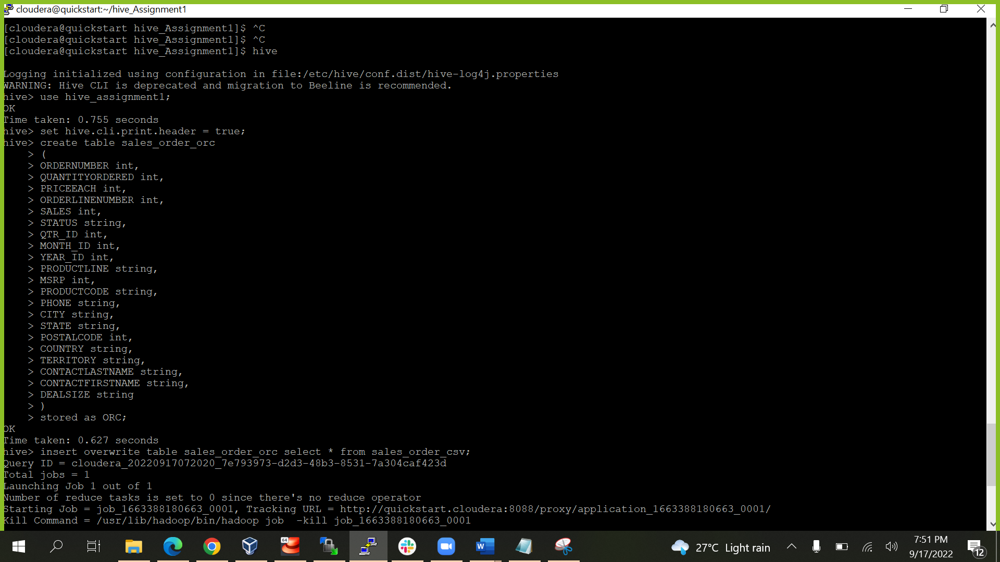 cloudera@quickstart:~/hive_Assignment1
[cloudera@quickstart hive_Assignment1]$ ^C
[cloudera@quickstart hive_Assignment1]$ ^C
[cloudera@quickstart hive_Assignment1]$ hive
Logging initialized using configuration in file:/etc/hive/conf.dist/hive-log4j.properties
WARNING: Hive CLI is deprecated and migration to Beeline is recommended.
hive> use hive_assignment1;
OK
Time taken: 0.755 seconds
hive> set hive.cli.print.header = true;
hive> create table sales_order_orc
> (
> ORDERNUMBER int,
> QUANTITYORDERED int,
> PRICEEACH int,
> ORDERLINENUMBER int,
> SALES int,
> STATUS string,
> QTR_ID int,
> MONTH_ID int,
> YEAR_ID int,
> PRODUCTLINE string,
> MSRP int,
> PRODUCTCODE string,
> PHONE string,
> CITY string,
> STATE string,
> POSTALCODE int,
> COUNTRY string,
> TERRITORY string,
> CONTACTLASTNAME string,
> CONTACTFIRSTNAME string,
> DEALSIZE string
> )
> stored as ORC;
OK
Time taken: 0.627 seconds
hive> insert overwrite table sales_order_orc select * from sales_order_csv;
Query ID = cloudera_20220917072020_7e793973-d2d3-48b3-8531-7a304caf423d
Total jobs = 1
Launching Job 1 out of 1
Number of reduce tasks is set to 0 since there's no reduce operator
Starting Job = job_1663388180663_0001, Tracking URL = http://quickstart.cloudera:8088/proxy/application_1663388180663_0001/
Kill Command = /usr/lib/hadoop/bin/hadoop job  -kill job_1663388180663_0001
64
W
27°C Light rain
7:51 PM
9/17/2022
12